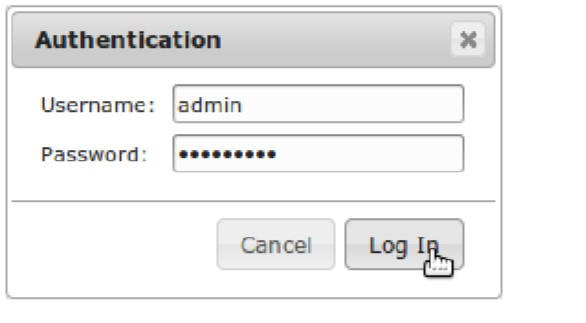 Authentication
Username: admin
Password: •••••••••
Cancel Log In